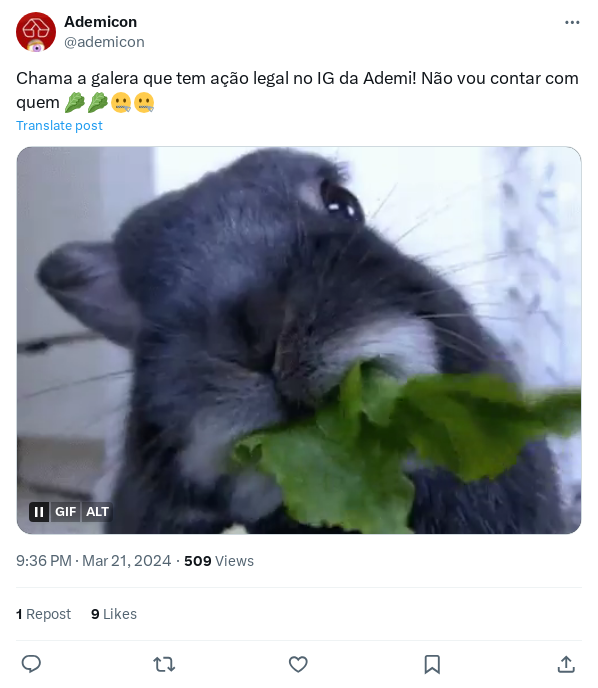 Ademicon
@ademicon
Chama a galera que tem ação legal no IG da Ademi! Não vou contar com
quem 🥬🥬🤐🤐
Translate post
GIF ALT
9:36 PM · Mar 21, 2024 · 509 Views
1 Repost 9 Likes